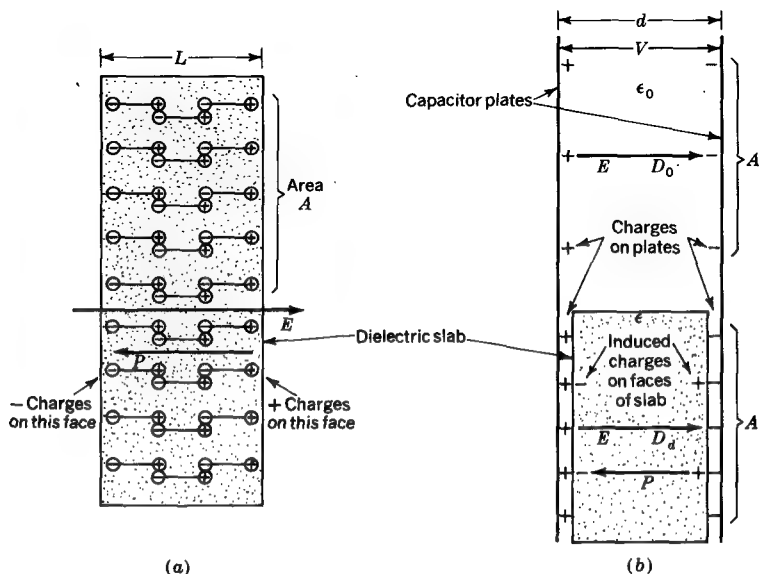 L
Area
A
E
P
Dielectric slab
− Charges
on this face
+ Charges
on this face
(a)
d
V
ϵ0
Capacitor plates
A
E D0
Charges
on plates
ϵ
Induced
charges
on faces
of slab
A
E Dd
P
(b)